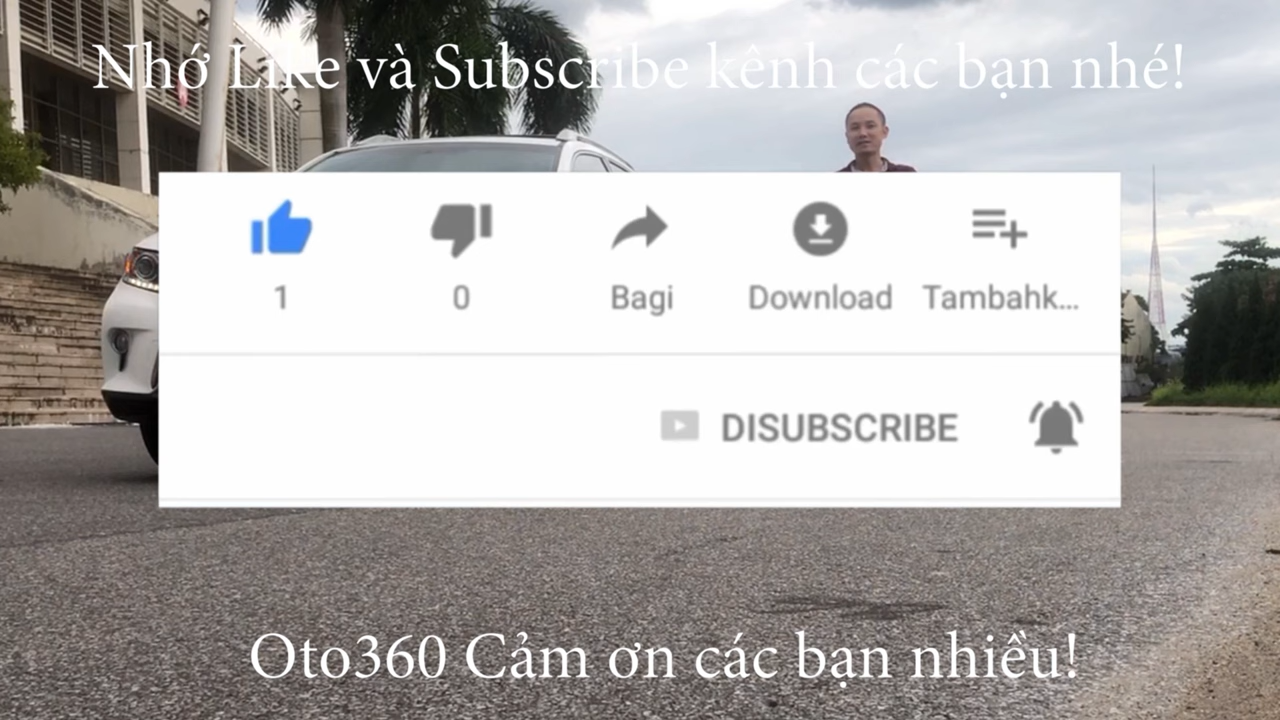 Nhớ Like và Subscribe kênh các bạn nhé!
1 0 Bagi Download Tambahk...
DISUBSCRIBE
Oto360 Cảm ơn các bạn nhiều!